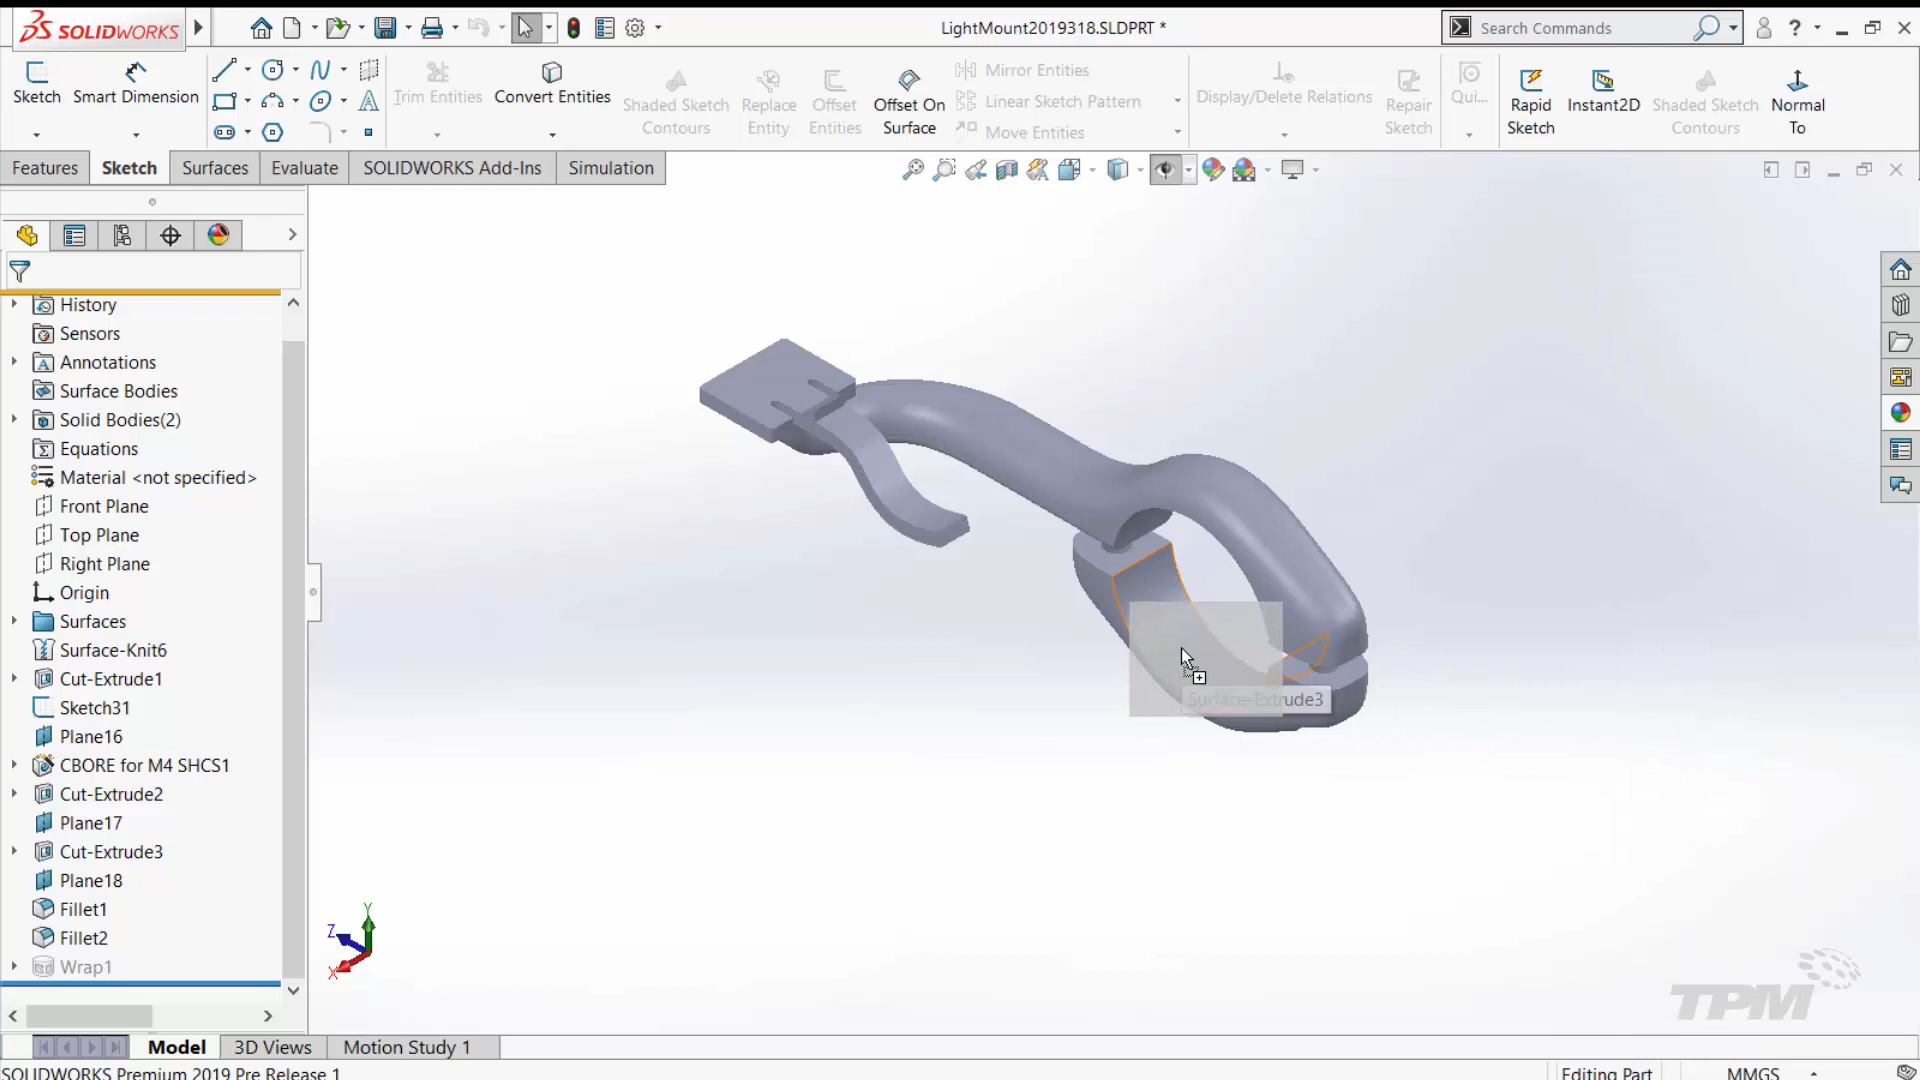 SOLIDWORKS
LightMount2019318.SLDPRT *
Search Commands
?
Sketch
Smart Dimension
Trim Entities
Convert Entities
Shaded Sketch
Contours
Replace
Entity
Offset
Entities
Offset On
Surface
Mirror Entities
Linear Sketch Pattern
Move Entities
Display/Delete Relations
Repair
Sketch
Qui...
Rapid
Sketch
Instant2D
Shaded Sketch
Contours
Normal
To
Features
Sketch
Surfaces
Evaluate
SOLIDWORKS Add-Ins
Simulation
History
Sensors
Annotations
Surface Bodies
Solid Bodies(2)
Equations
Material <not specified>
Front Plane
Top Plane
Right Plane
Origin
Surfaces
Surface-Knit6
Cut-Extrude1
Sketch31
Plane16
CBORE for M4 SHCS1
Cut-Extrude2
Plane17
Cut-Extrude3
Plane18
Fillet1
Fillet2
Wrap1
Surface-Extrude3
Y
Z
X
TPM
Model
3D Views
Motion Study 1
SOLIDWORKS Premium 2019 Pre Release 1
Editing Part
MMGS